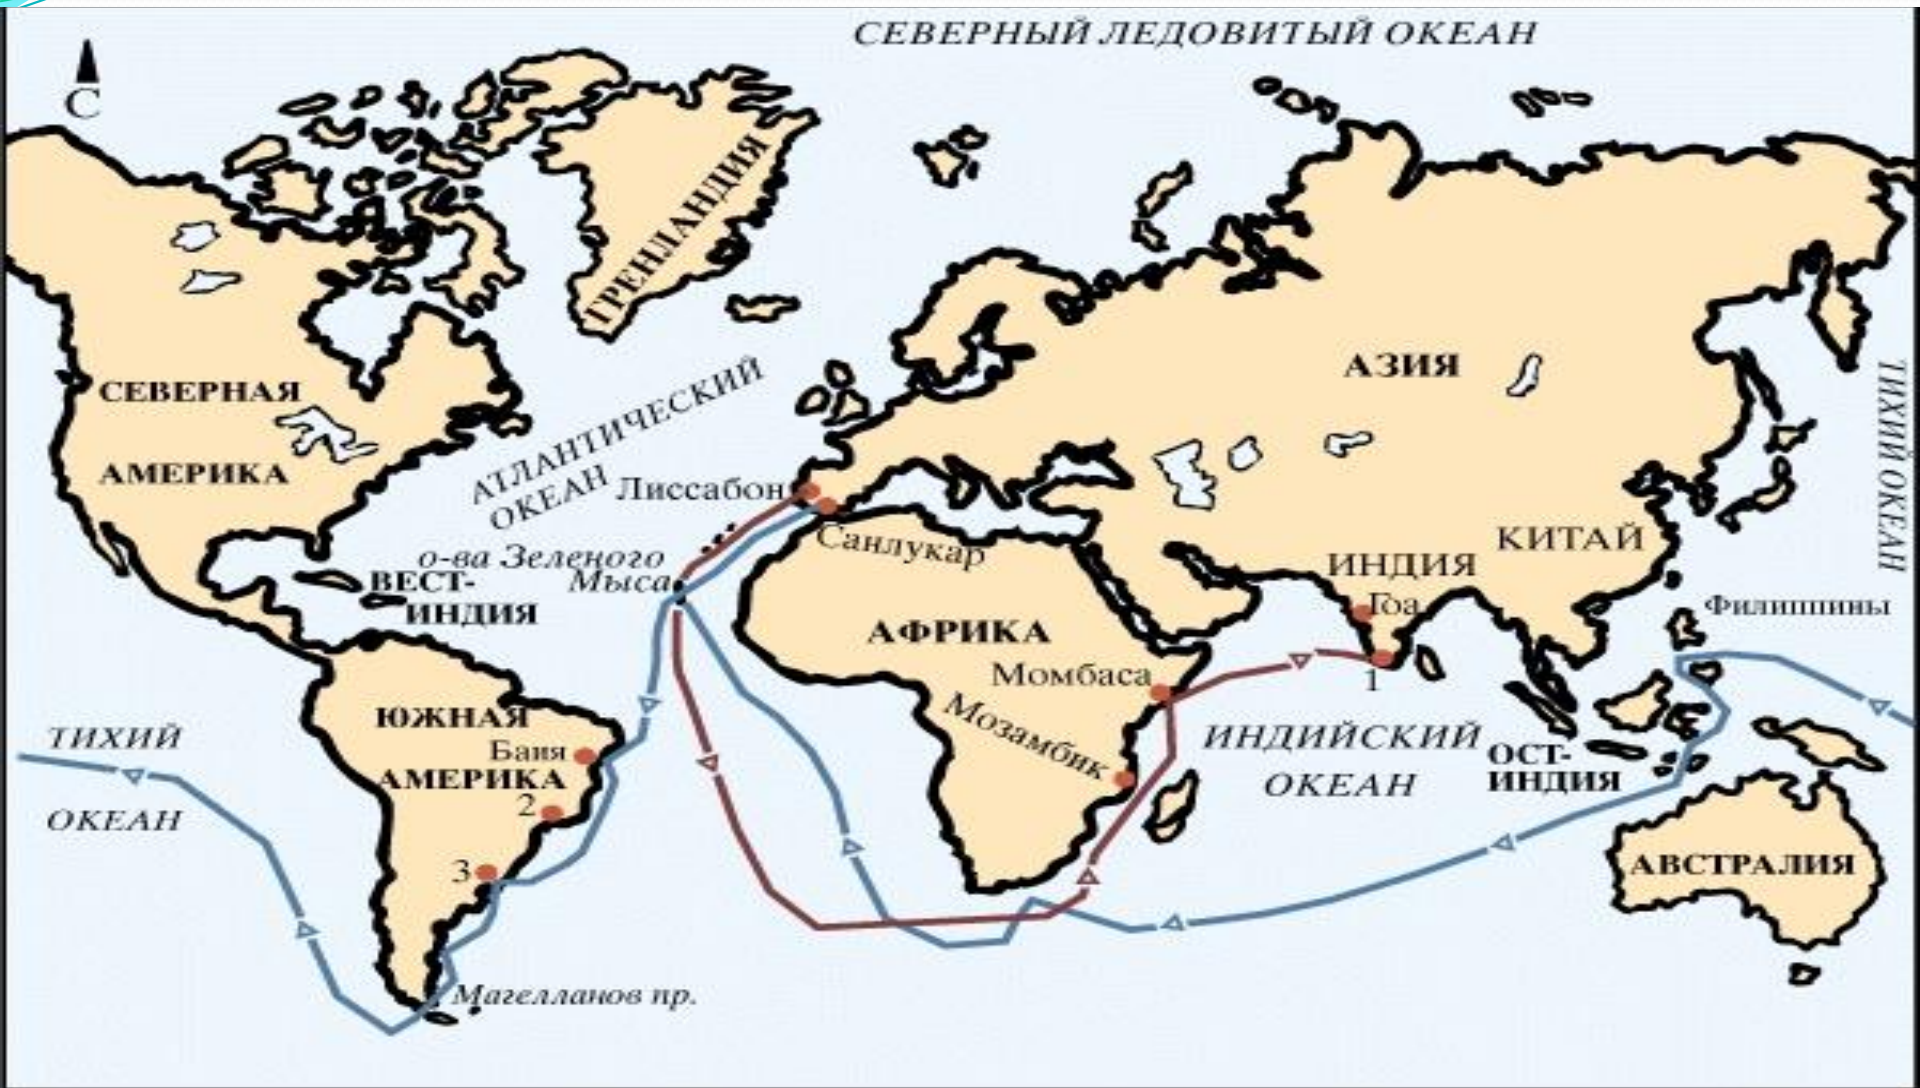 СЕВЕРНЫЙ ЛЕДОВИТЫЙ ОКЕАН
С
ГРЕНЛАНДИЯ
СЕВЕРНАЯ
АМЕРИКА
АТЛАНТИЧЕСКИЙ
ОКЕАН
АЗИЯ
ТИХИЙ ОКЕАН
Лиссабон
Санлукар
о-ва Зеленого
Мыса
ВЕСТ-
ИНДИЯ
КИТАЙ
ИНДИЯ
Гоа
Филиппины
АФРИКА
Момбаса
Мозамбик
1
ЮЖНАЯ
Баия
АМЕРИКА
2
3
ТИХИЙ
ОКЕАН
ИНДИЙСКИЙ
ОКЕАН
ОСТ-
ИНДИЯ
АВСТРАЛИЯ
Магелланов пр.